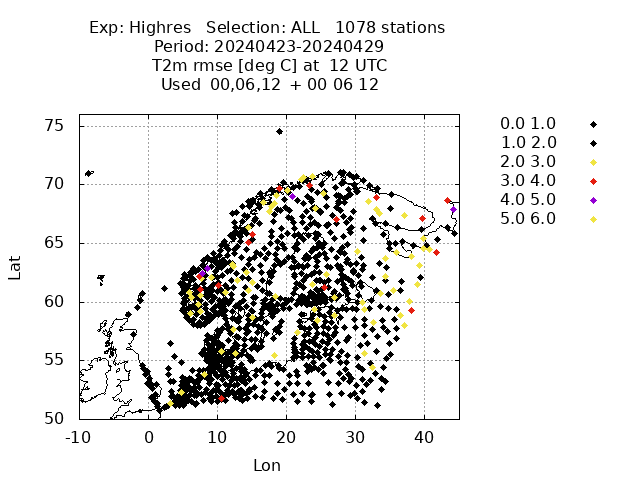 Exp: Highres   Selection: ALL   1078 stations
Period: 20240423-20240429
T2m rmse [deg C] at  12 UTC
Used  00,06,12  + 00 06 12
75
70
65
60
55
50
Lat
-10 0 10 20 30 40
Lon
0.0 1.0
1.0 2.0
2.0 3.0
3.0 4.0
4.0 5.0
5.0 6.0